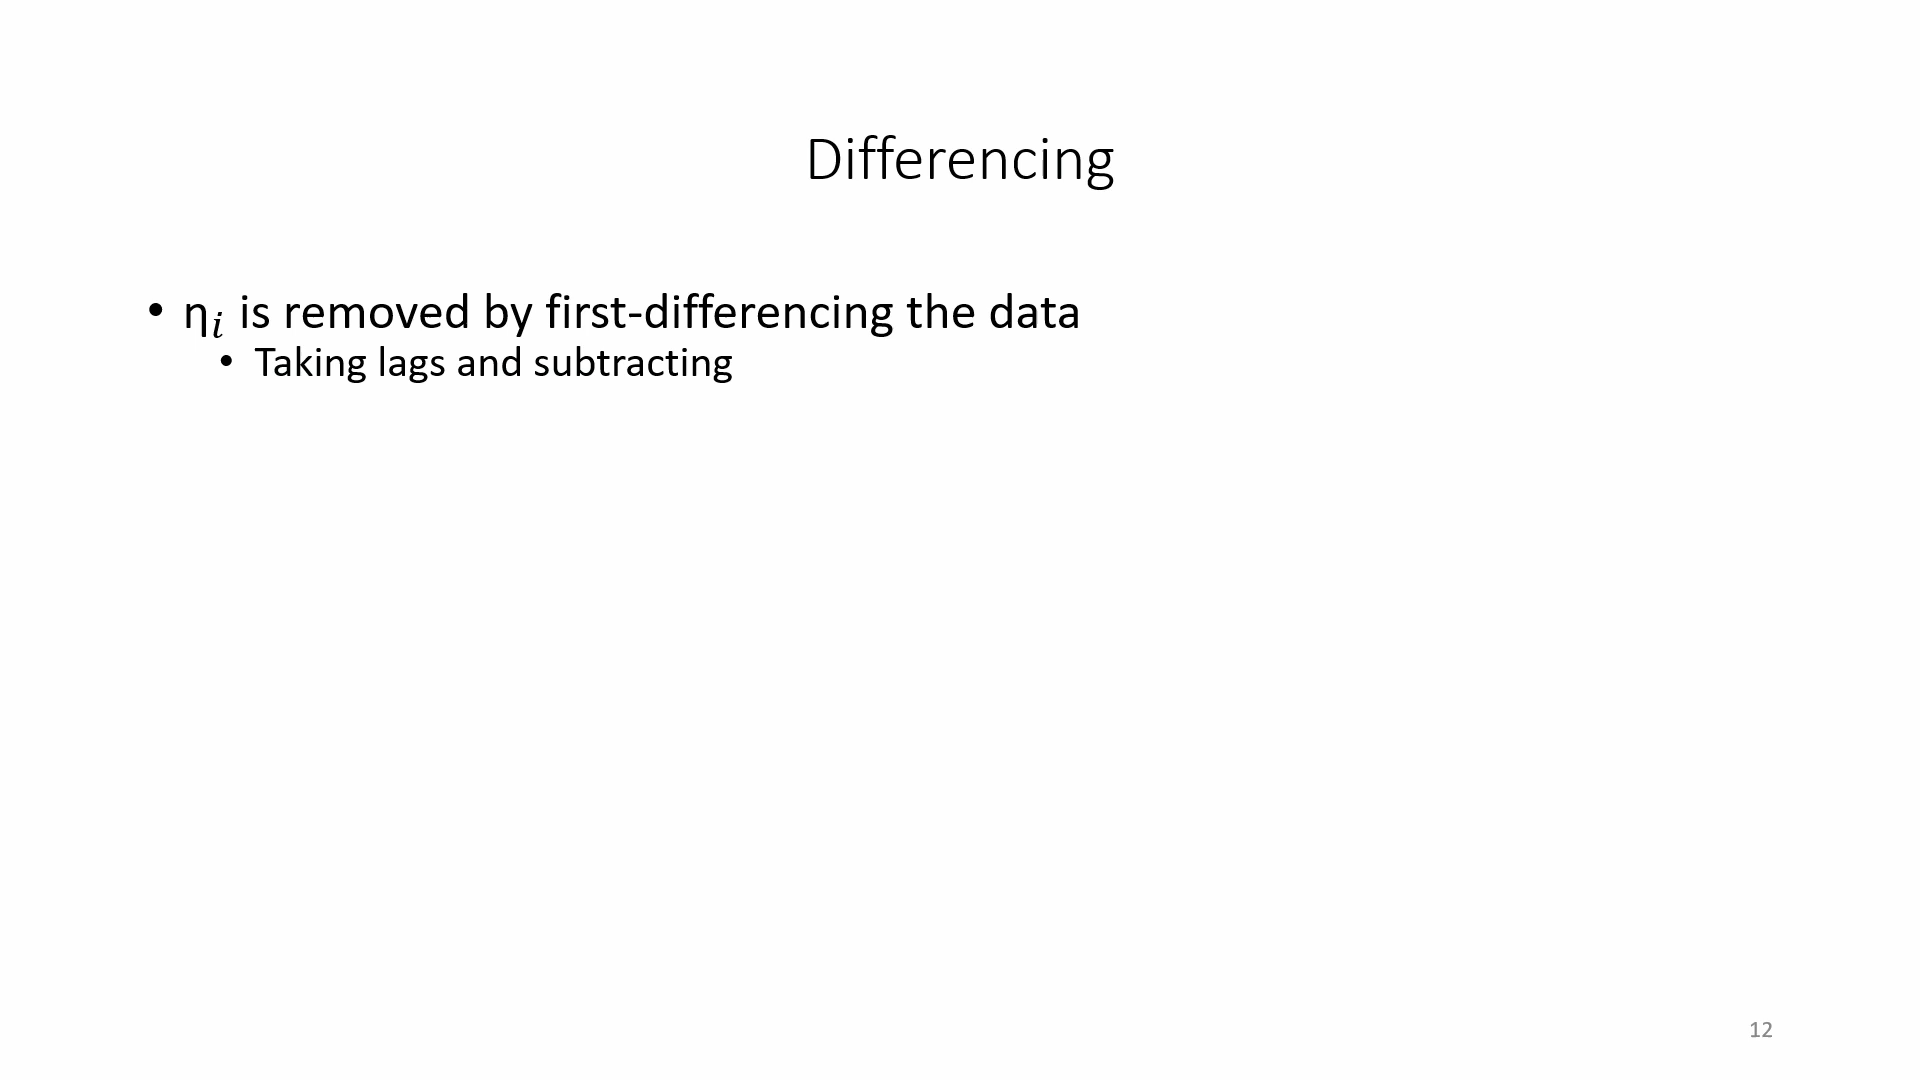 Differencing
• η𝑖 is removed by first-differencing the data
• Taking lags and subtracting
12